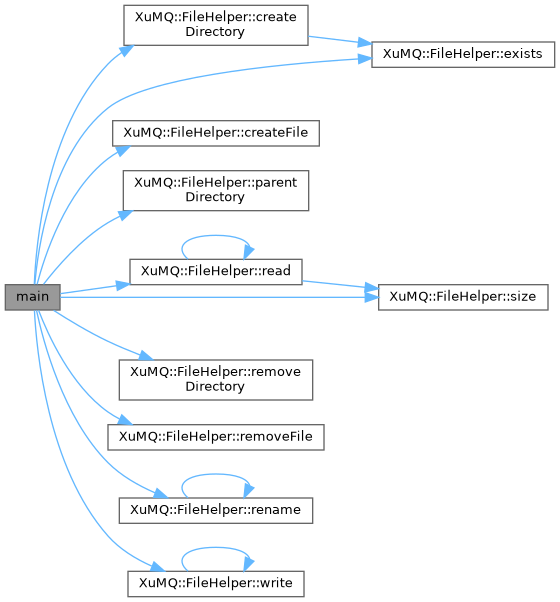 XuMQ::FileHelper::create
Directory
XuMQ::FileHelper::exists
XuMQ::FileHelper::createFile
XuMQ::FileHelper::parent
Directory
XuMQ::FileHelper::read
main
XuMQ::FileHelper::size
XuMQ::FileHelper::remove
Directory
XuMQ::FileHelper::removeFile
XuMQ::FileHelper::rename
XuMQ::FileHelper::write